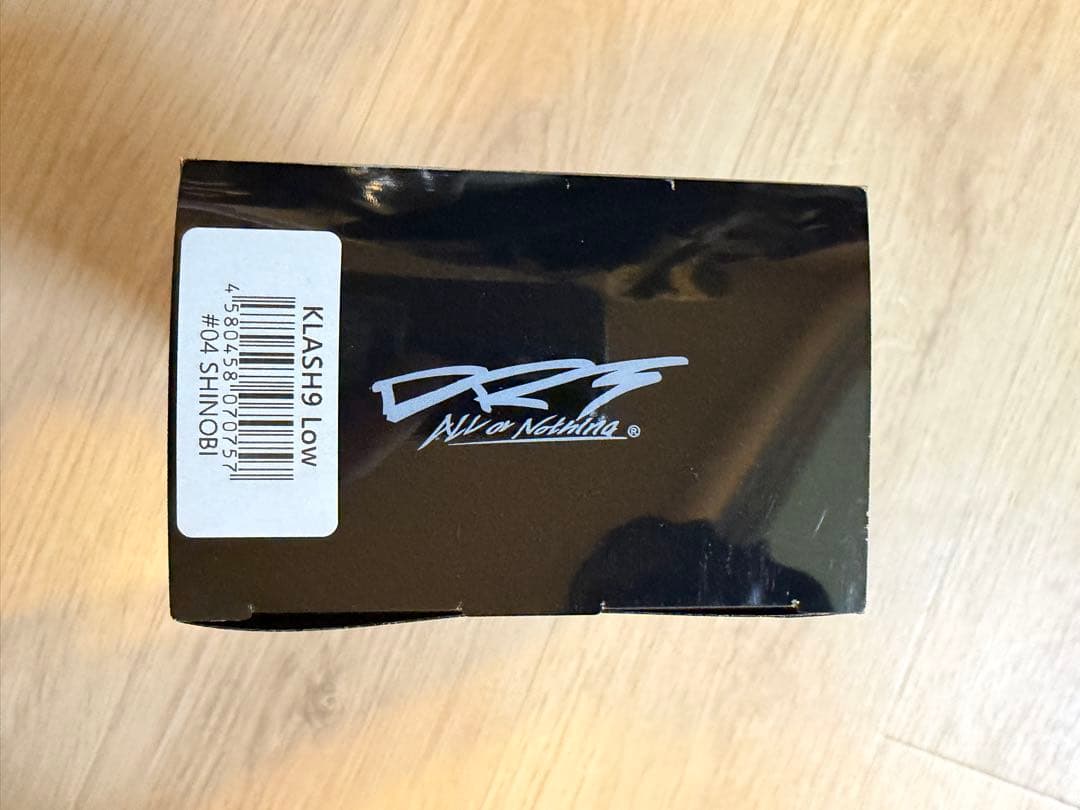 KLASH9 Low
4 580458 070757
#04 SHINOBI
DRT
ALL or Nothing ®